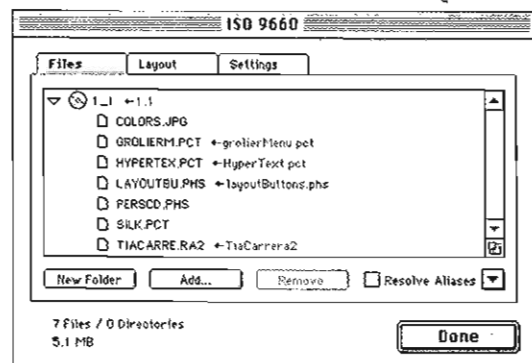 ISO 9660
Files Layout Settings
1_1 ←1.1
COLORS.JPG
GROLIERM.PCT ←grolierMenu.pct
HYPERTEX.PCT ←HyperText.pct
LAYOUTBU.PHS ←layoutButtons.phs
PERSCD.PHS
SILK.PCT
TIACARRE.RA2 ←TiaCarrera2
New Folder Add... Remove Resolve Aliases
7 Files / 0 Directories
5.1 MB
Done